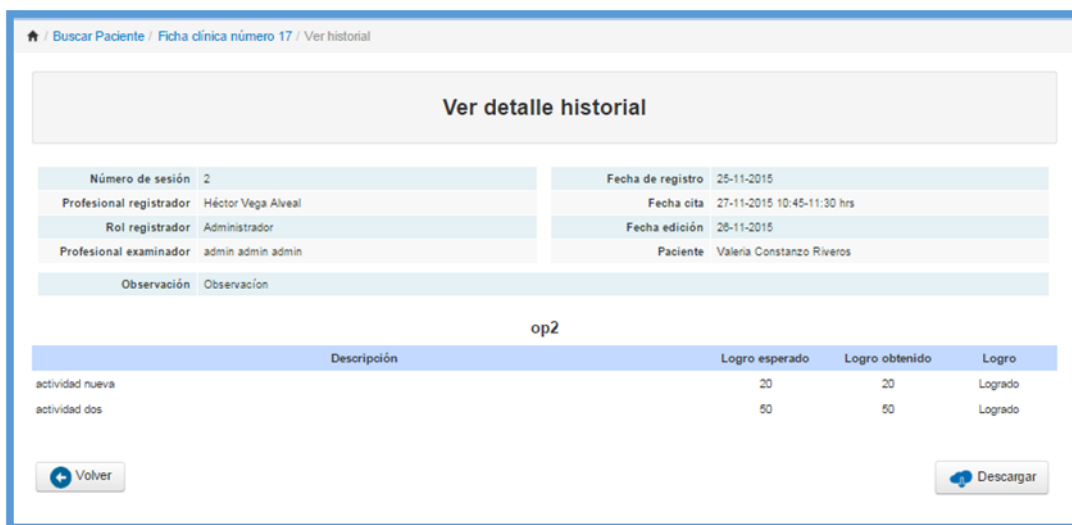 / Buscar Paciente / Ficha clínica número 17 / Ver historial
Ver detalle historial
Número de sesión 2
Profesional registrador Héctor Vega Alveal
Rol registrador Administrador
Profesional examinador admin admin admin
Fecha de registro 25-11-2015
Fecha cita 27-11-2015 10:45-11:30 hrs
Fecha edición 26-11-2015
Paciente Valeria Constanzo Riveros
Observación Observacíon
op2
Descripción Logro esperado Logro obtenido Logro
actividad nueva 20 20 Logrado
actividad dos 50 50 Logrado
Volver
Descargar